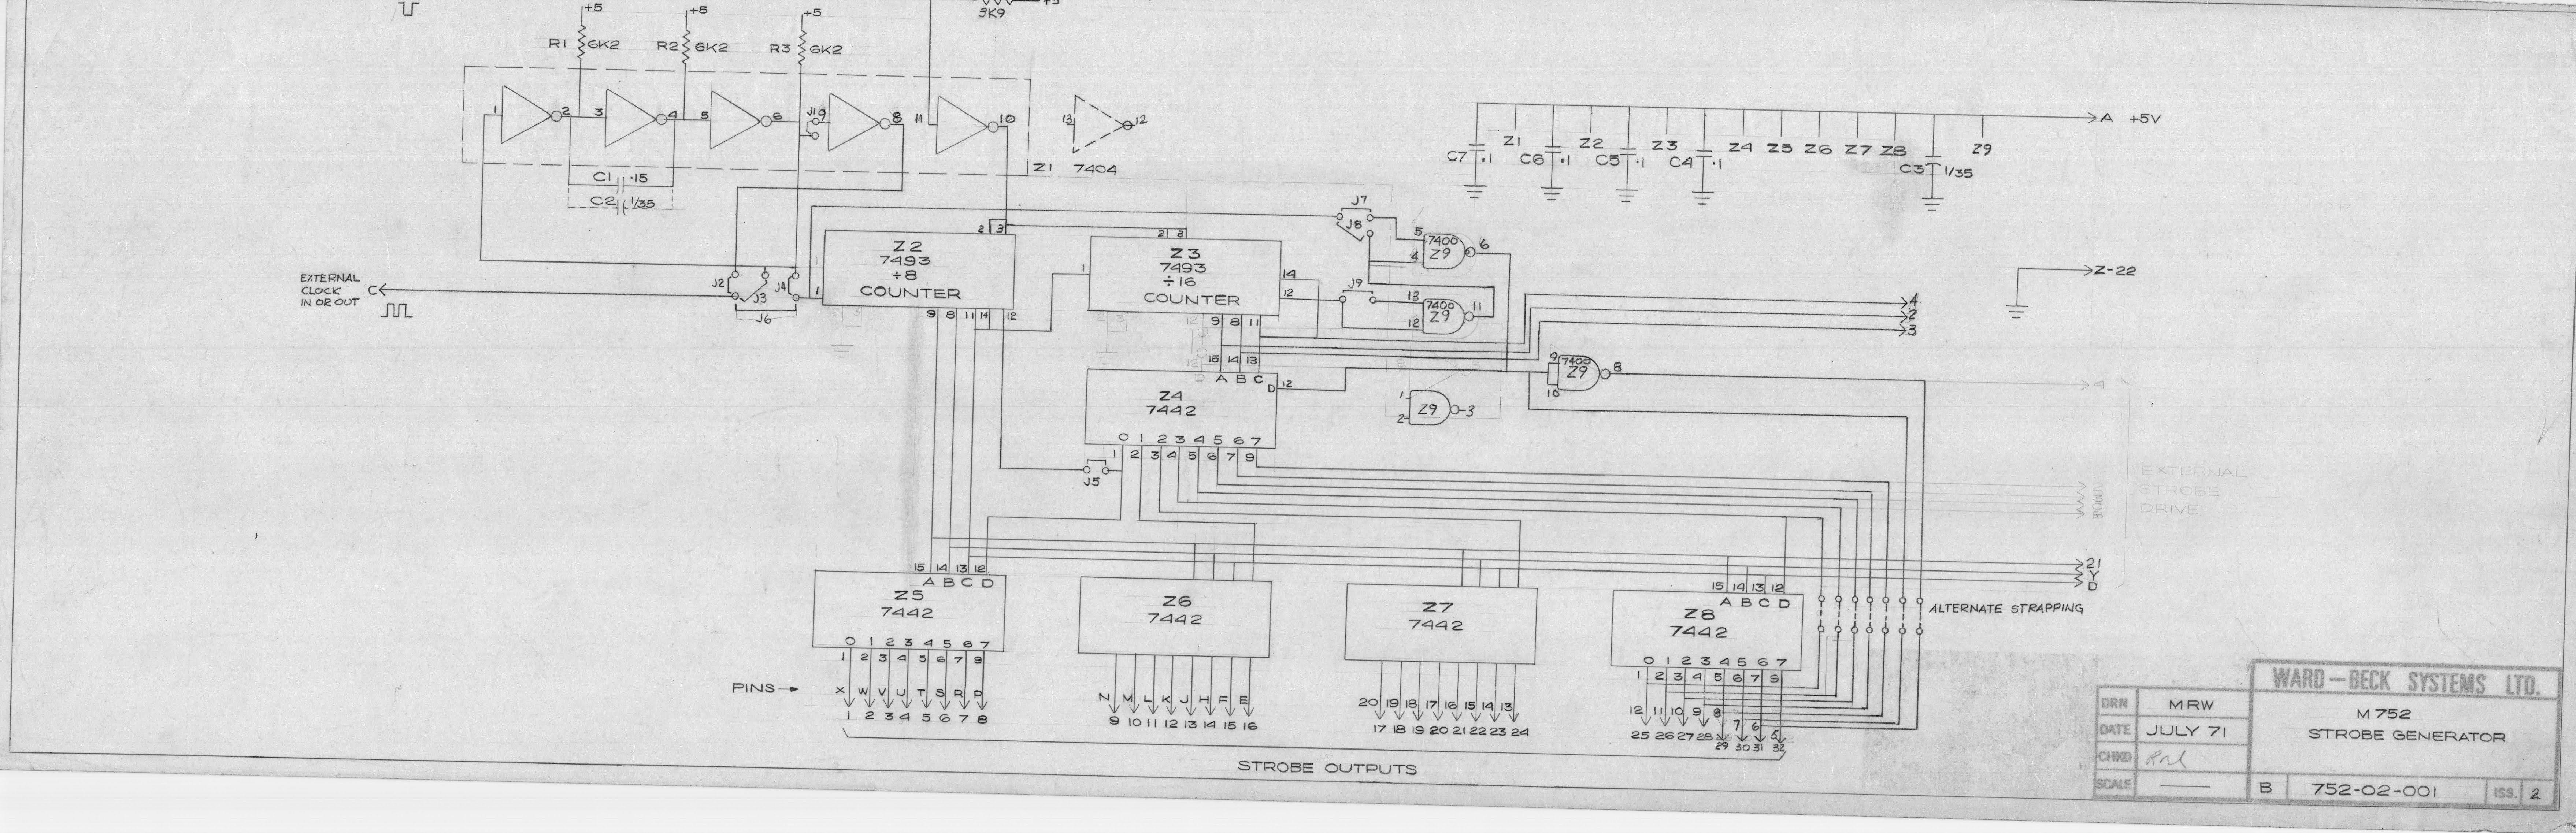 +5 +5 +5 5K9 +5
R1 6K2 R2 6K2 R3 6K2
1 2 3 4 5 6 J10 9 8 11 10 13 12
Z1 7404
C1 .15
C2 1/35
A +5V
C7 .1 Z1 C6 .1 Z2 C5 .1 Z3 C4 .1 Z4 Z5 Z6 Z7 Z8 C3 1/35 Z9
J7
J8
5 4 7400 Z9 6
J9
13 12 7400 Z9 11
Z-22
EXTERNAL
CLOCK
IN OR OUT
C
J2 J3 J4
J6
2 3
Z2
7493
÷8
COUNTER
1
9 8 11 14 12
2 3
Z3
7493
÷16
COUNTER
1
14
12
9 8 11
4
2
3
15 14 13
A B C D 12
Z4
7442
0 1 2 3 4 5 6 7
1 2 3 4 5 6 7 9
J5
9 10 7400 Z9 8
1 2 Z9 3
4
EXTERNAL
STROBE
DRIVE
21
Y
D
15 14 13 12
A B C D
Z5
7442
0 1 2 3 4 5 6 7
1 2 3 4 5 6 7 9
Z6
7442
Z7
7442
15 14 13 12
A B C D
Z8
7442
0 1 2 3 4 5 6 7
1 2 3 4 5 6 7 9
ALTERNATE STRAPPING
PINS
X W V U T S R P
1 2 3 4 5 6 7 8
N M L K J H F E
9 10 11 12 13 14 15 16
20 19 18 17 16 15 14 13
17 18 19 20 21 22 23 24
12 11 10 9 8 7 6 5
25 26 27 28 29 30 31 32
STROBE OUTPUTS
WARD-BECK SYSTEMS LTD.
DRN MRW
DATE JULY 71
CHKD
SCALE
M752
STROBE GENERATOR
B 752-02-001 ISS. 2